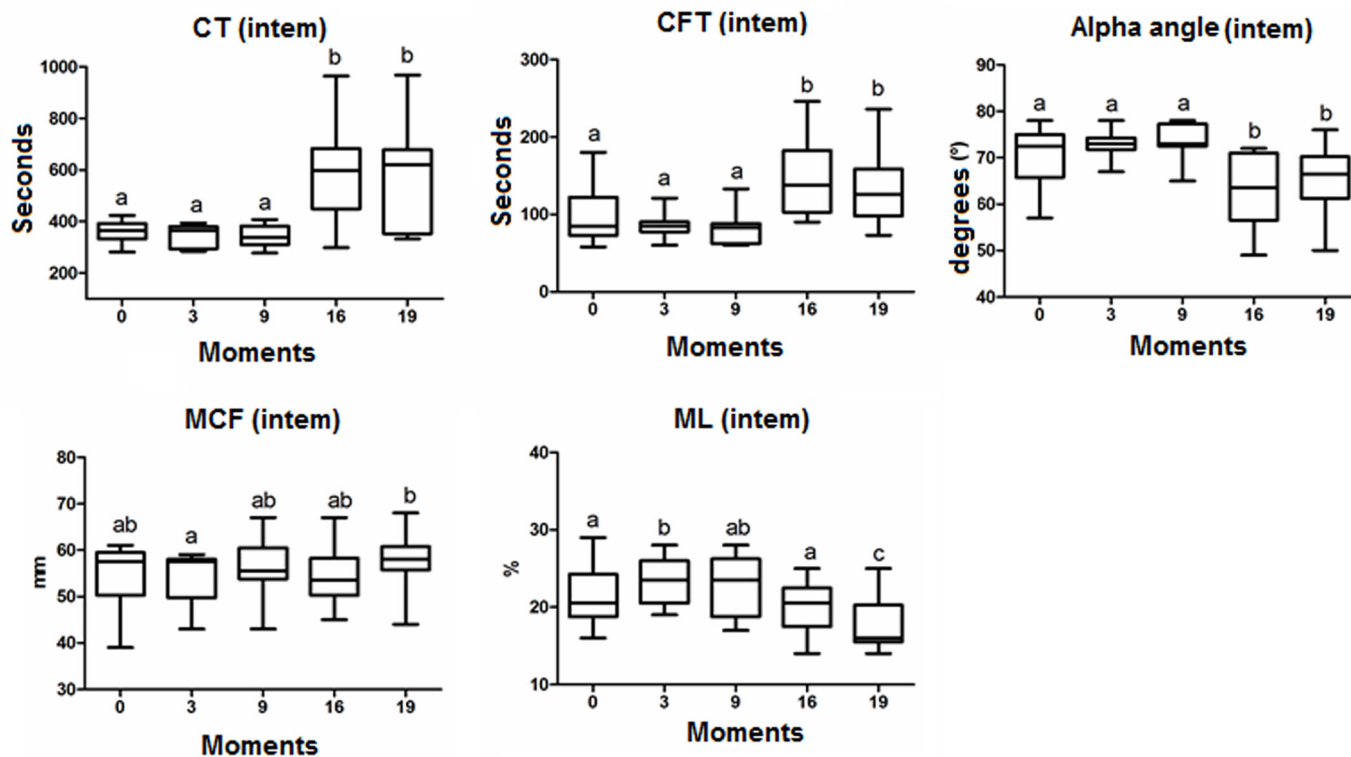 CT (intem)
b b
a a a
1000
800
600
400
200
Seconds
0 3 9 16 19
Moments
CFT (intem)
b b
a a a
300
200
100
0
Seconds
0 3 9 16 19
Moments
Alpha angle (intem)
a a a b b
90
80
70
60
50
40
degrees (°)
0 3 9 16 19
Moments
MCF (intem)
ab a ab ab b
80
70
60
50
40
30
mm
0 3 9 16 19
Moments
ML (intem)
a b ab a c
40
30
20
10
%
0 3 9 16 19
Moments